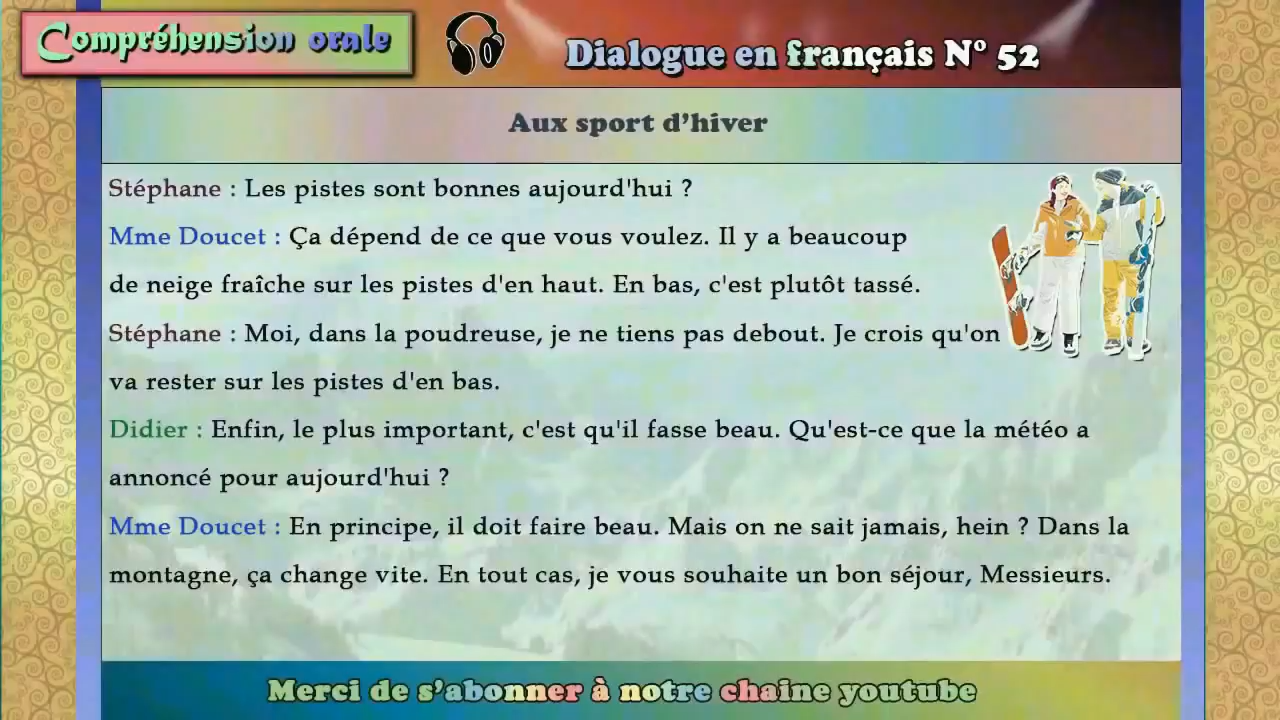 Compréhension orale
Dialogue en français N° 52
Aux sport d’hiver
Stéphane : Les pistes sont bonnes aujourd'hui ?
Mme Doucet : Ça dépend de ce que vous voulez. Il y a beaucoup
de neige fraîche sur les pistes d'en haut. En bas, c'est plutôt tassé.
Stéphane : Moi, dans la poudreuse, je ne tiens pas debout. Je crois qu'on
va rester sur les pistes d'en bas.
Didier : Enfin, le plus important, c'est qu'il fasse beau. Qu'est-ce que la météo a
annoncé pour aujourd'hui ?
Mme Doucet : En principe, il doit faire beau. Mais on ne sait jamais, hein ? Dans la
montagne, ça change vite. En tout cas, je vous souhaite un bon séjour, Messieurs.
Merci de s’abonner à notre chaine youtube